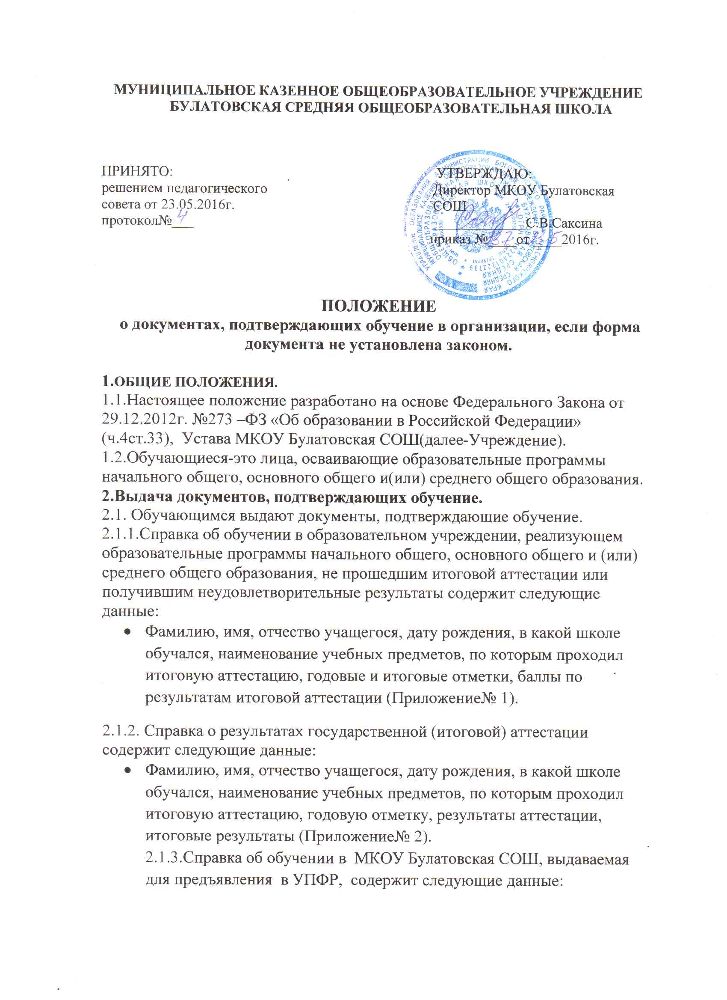 МУНИЦИПАЛЬНОЕ КАЗЕННОЕ ОБЩЕОБРАЗОВАТЕЛЬНОЕ УЧРЕЖДЕНИЕ
БУЛАТОВСКАЯ СРЕДНЯЯ ОБЩЕОБРАЗОВАТЕЛЬНАЯ ШКОЛА
ПРИНЯТО:
решением педагогического
совета от 23.05.2016г.
протокол№ 4
УТВЕРЖДАЮ:
Директор МКОУ Булатовская
СОШ
С.В.Саксина
приказ № от 2016г.
ПОЛОЖЕНИЕ
о документах, подтверждающих обучение в организации, если форма
документа не установлена законом.
1.ОБЩИЕ ПОЛОЖЕНИЯ.
1.1.Настоящее положение разработано на основе Федерального Закона от
29.12.2012г. №273 –ФЗ «Об образовании в Российской Федерации»
(ч.4ст.33), Устава МКОУ Булатовская СОШ(далее-Учреждение).
1.2.Обучающиеся-это лица, осваивающие образовательные программы
начального общего, основного общего и(или) среднего общего образования.
2.Выдача документов, подтверждающих обучение.
2.1. Обучающимся выдают документы, подтверждающие обучение.
2.1.1.Справка об обучении в образовательном учреждении, реализующем
образовательные программы начального общего, основного общего и (или)
среднего общего образования, не прошедшим итоговой аттестации или
получившим неудовлетворительные результаты содержит следующие
данные:
• Фамилию, имя, отчество учащегося, дату рождения, в какой школе
обучался, наименование учебных предметов, по которым проходил
итоговую аттестацию, годовые и итоговые отметки, баллы по
результатам итоговой аттестации (Приложение№ 1).
2.1.2. Справка о результатах государственной (итоговой) аттестации
содержит следующие данные:
• Фамилию, имя, отчество учащегося, дату рождения, в какой школе
обучался, наименование учебных предметов, по которым проходил
итоговую аттестацию, годовую отметку, результаты аттестации,
итоговые результаты (Приложение№ 2).
2.1.3.Справка об обучении в МКОУ Булатовская СОШ, выдаваемая
для предъявления в УПФР, содержит следующие данные: